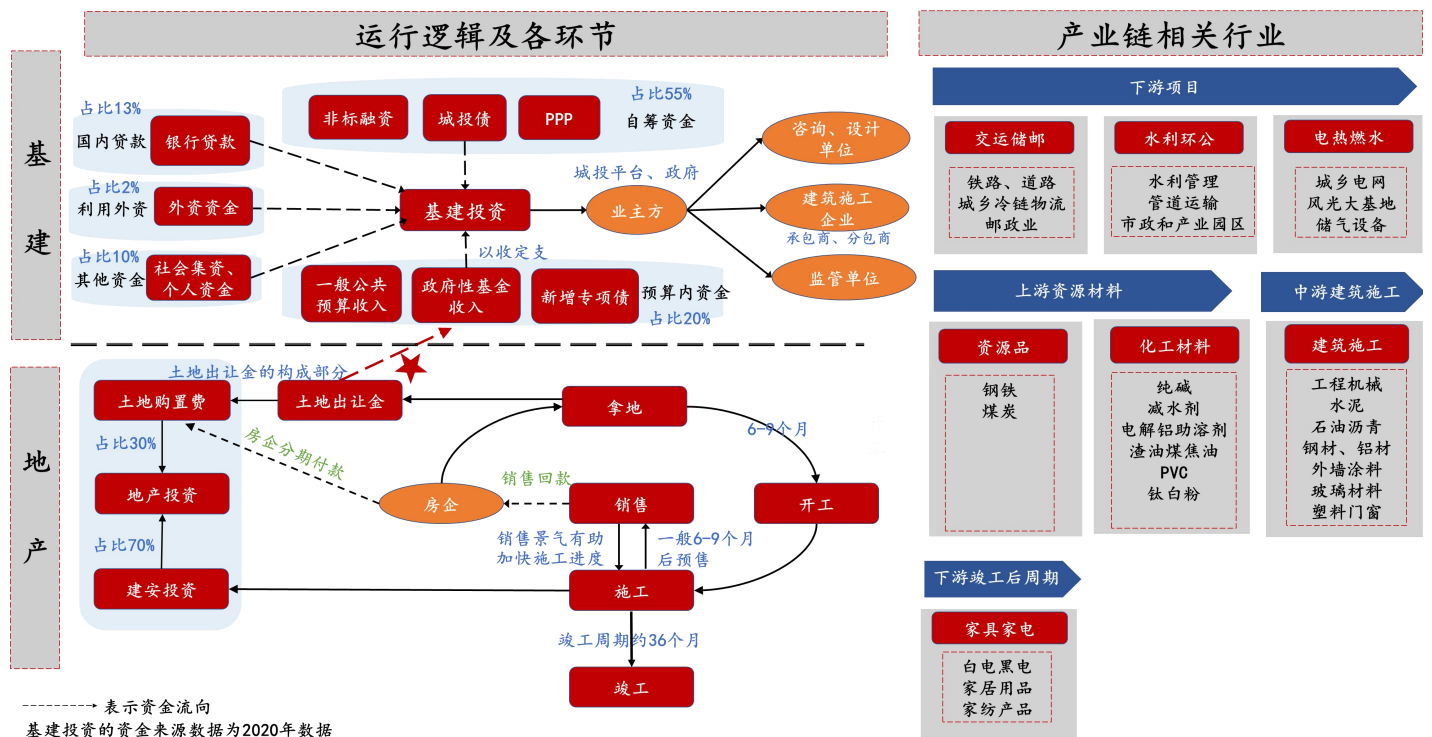 运行逻辑及各环节
产业链相关行业
基
建
占比13%
国内贷款
银行贷款
占比2%
利用外资
外资资金
占比10%
其他资金
社会集资、
个人资金
非标融资
城投债
PPP
占比55%
自筹资金
基建投资
以收定支
一般公共
预算收入
政府性基金
收入
新增专项债
预算内资金
占比20%
城投平台、政府
业主方
咨询、设计
单位
建筑施工
企业
承包商、分包商
监管单位
地
产
土地出让金的构成部分
土地购置费
土地出让金
拿地
占比30%
房企分期付款
6-9个月
地产投资
房企
销售回款
销售
开工
占比70%
销售景气有助
加快施工进度
一般6-9个月
后预售
建安投资
施工
竣工周期约36个月
竣工
表示资金流向
基建投资的资金来源数据为2020年数据
下游项目
交运储邮
铁路、道路
城乡冷链物流
邮政业
水利环公
水利管理
管道运输
市政和产业园区
电热燃水
城乡电网
风光大基地
储气设备
上游资源材料
中游建筑施工
资源品
钢铁
煤炭
化工材料
纯碱
减水剂
电解铝助溶剂
渣油煤焦油
PVC
钛白粉
建筑施工
工程机械
水泥
石油沥青
钢材、铝材
外墙涂料
玻璃材料
塑料门窗
下游竣工后周期
家具家电
白电黑电
家居用品
家纺产品